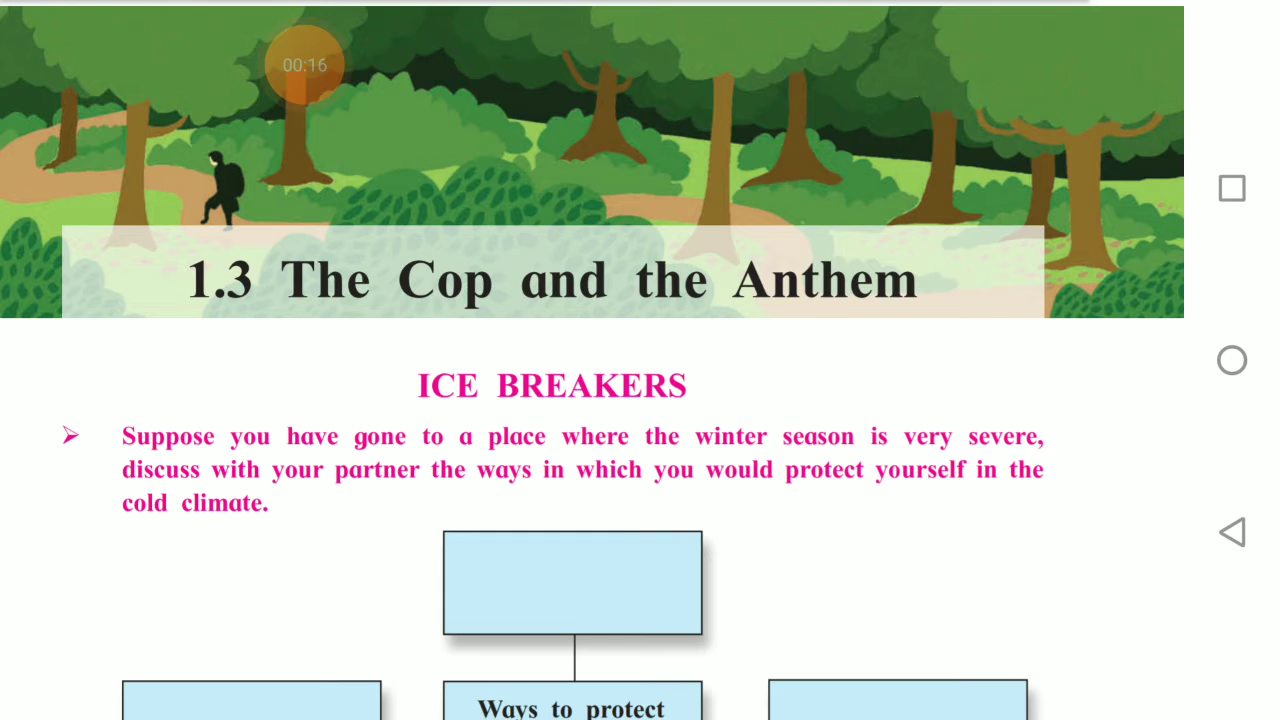 00:16
1.3 The Cop and the Anthem
ICE BREAKERS
➢ Suppose you have gone to a place where the winter season is very severe,
discuss with your partner the ways in which you would protect yourself in the
cold climate.
Ways to protect